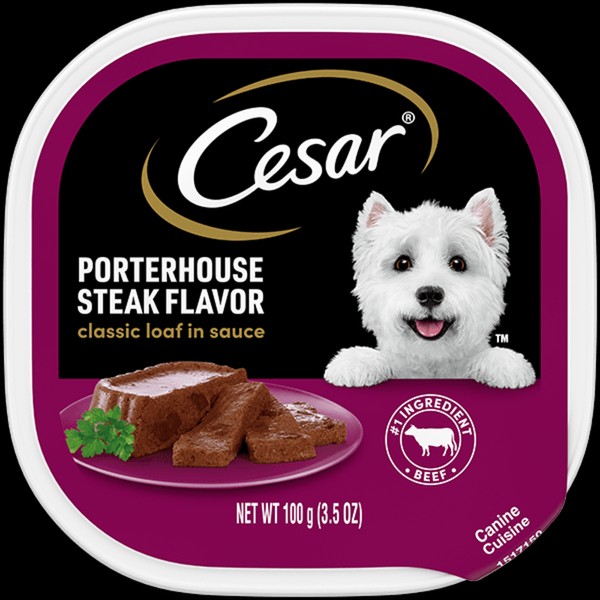 Cesar®
PORTERHOUSE
STEAK FLAVOR
classic loaf in sauce
TM
#1 INGREDIENT
• BEEF •
NET WT 100 g (3.5 OZ)
Canine
Cuisine